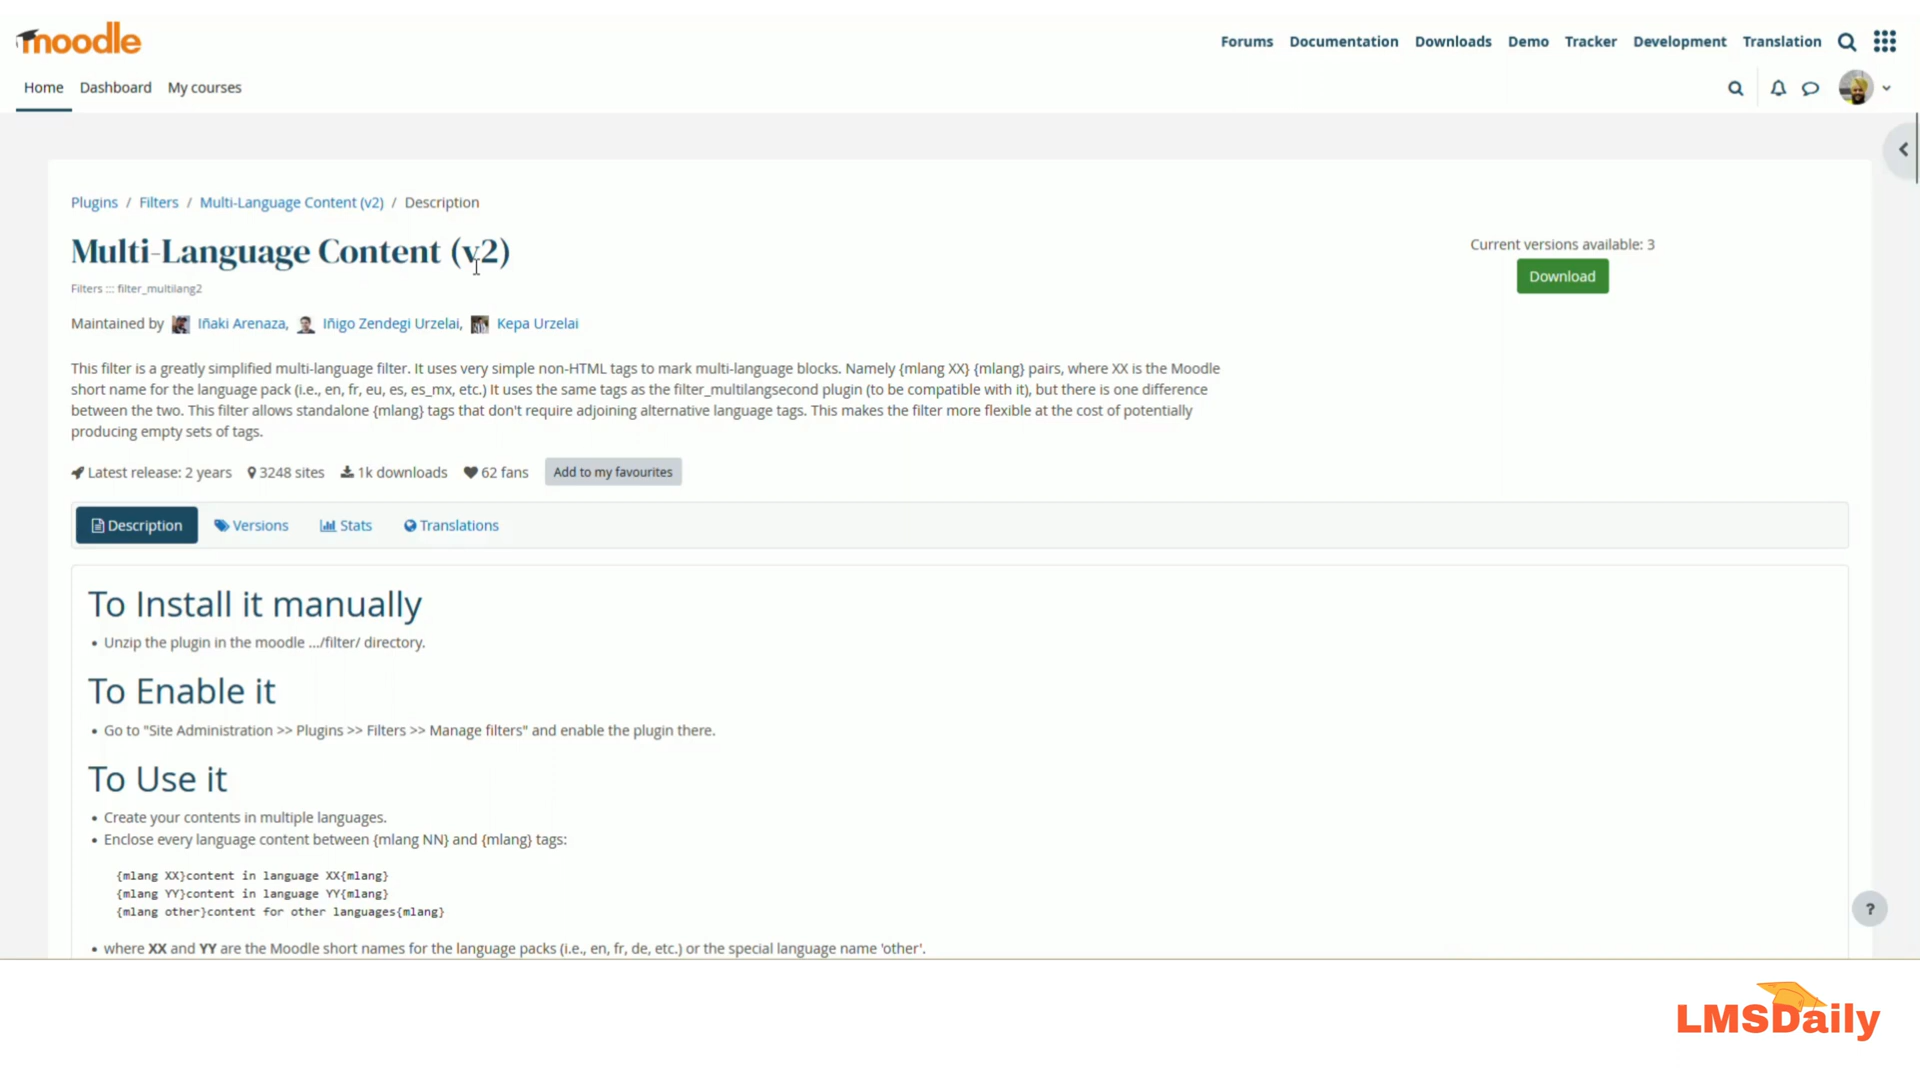 moodle
Forums Documentation Downloads Demo Tracker Development Translation
Home Dashboard My courses
Plugins / Filters / Multi-Language Content (v2) / Description
Multi-Language Content (v2)
Current versions available: 3
Download
Filters ::: filter_multilang2
Maintained by Iñaki Arenaza, Iñigo Zendegi Urzelai, Kepa Urzelai
This filter is a greatly simplified multi-language filter. It uses very simple non-HTML tags to mark multi-language blocks. Namely {mlang XX} {mlang} pairs, where XX is the Moodle
short name for the language pack (i.e., en, fr, eu, es, es_mx, etc.) It uses the same tags as the filter_multilangsecond plugin (to be compatible with it), but there is one difference
between the two. This filter allows standalone {mlang} tags that don't require adjoining alternative language tags. This makes the filter more flexible at the cost of potentially
producing empty sets of tags.
Latest release: 2 years 3248 sites 1k downloads 62 fans Add to my favourites
Description Versions Stats Translations
To Install it manually
• Unzip the plugin in the moodle .../filter/ directory.
To Enable it
• Go to "Site Administration >> Plugins >> Filters >> Manage filters" and enable the plugin there.
To Use it
• Create your contents in multiple languages.
• Enclose every language content between {mlang NN} and {mlang} tags:
{mlang XX}content in language XX{mlang}
{mlang YY}content in language YY{mlang}
{mlang other}content for other languages{mlang}
?
• where XX and YY are the Moodle short names for the language packs (i.e., en, fr, de, etc.) or the special language name 'other'.
LMSDaily